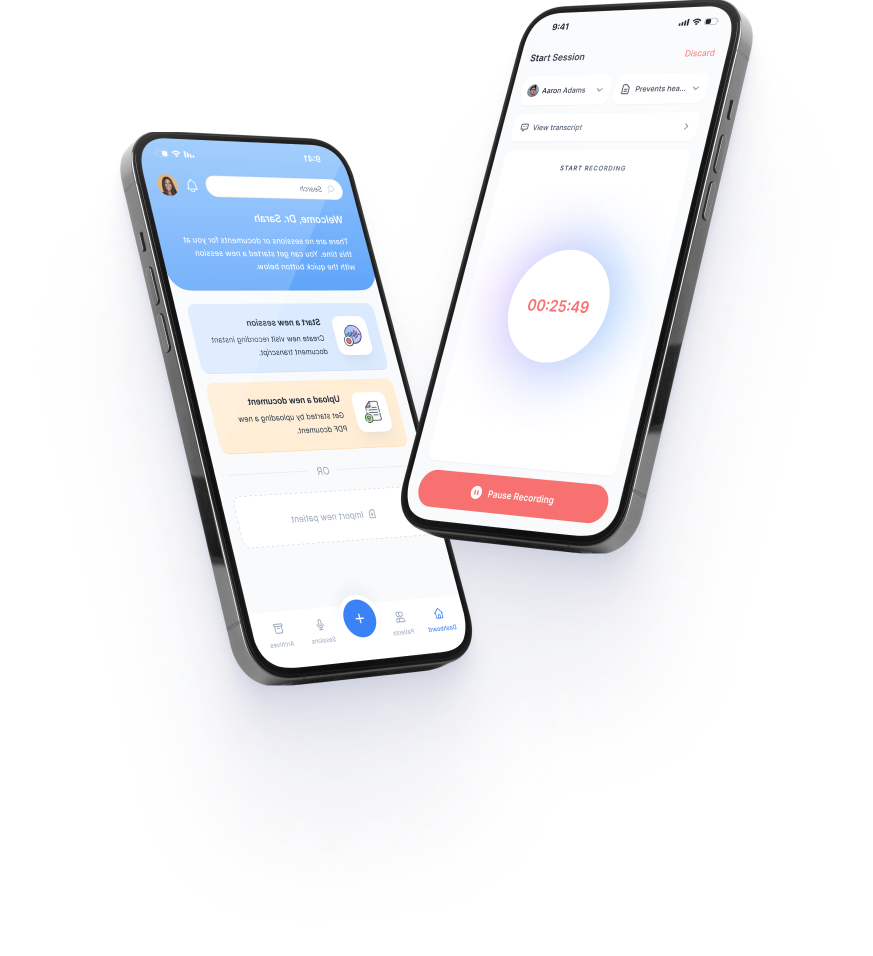 9:41
Start Session
Discard
Aaron Adams
Prevents hea...
View transcript
START RECORDING
00:25:49
Pause Recording
9:41
Search
Welcome, Dr. Sarah
There are no sessions or documents for you at
this time. You can get started a new session
with the quick button below.
Start a new session
Create new visit recording instant
document transcript.
Upload a new document
Get started by uploading a new
PDF dcoument.
OR
Import new patient
Dashboard
Patients
Sessions
Archives